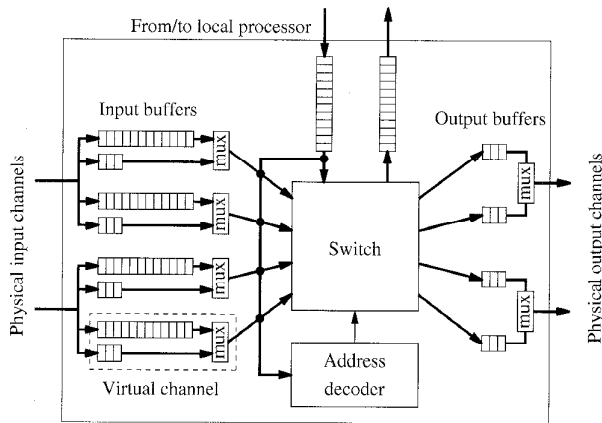 From/to local processor
Input buffers
Output buffers
Physical input channels
mux
mux
mux
mux
Switch
mux
mux
Physical output channels
Virtual channel
Address
decoder